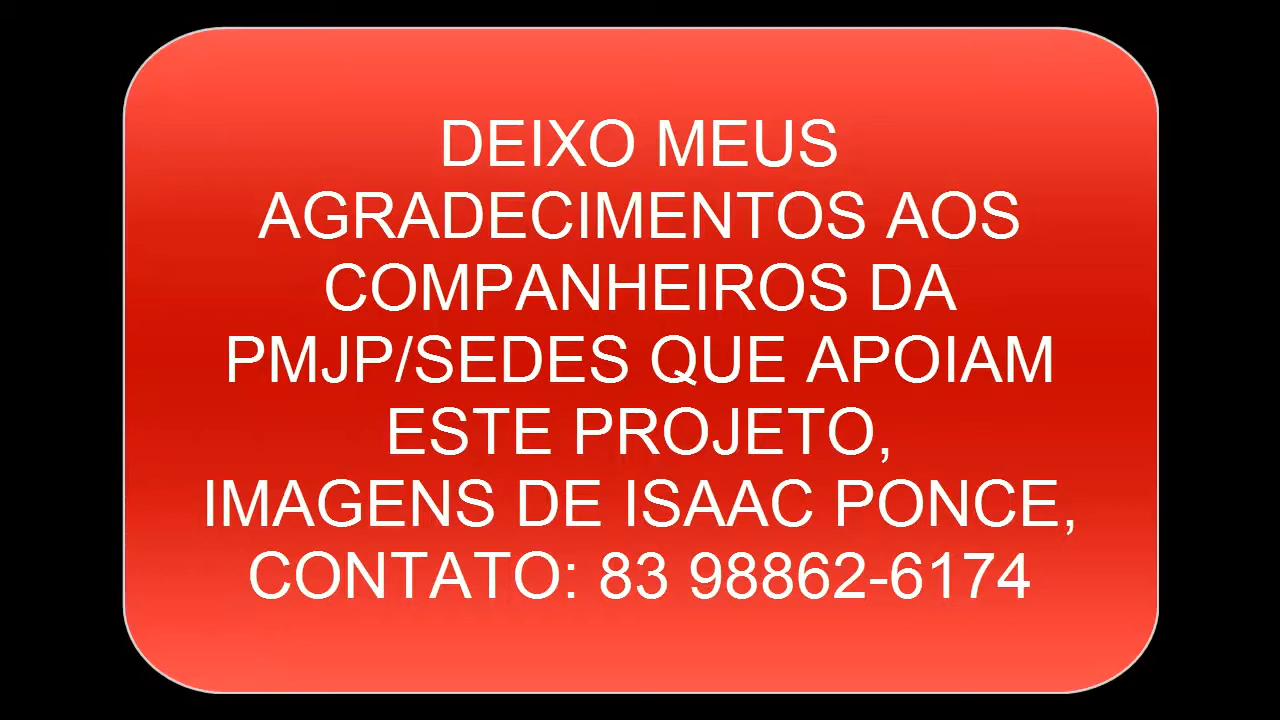 DEIXO MEUS
AGRADECIMENTOS AOS
COMPANHEIROS DA
PMJP/SEDES QUE APOIAM
ESTE PROJETO,
IMAGENS DE ISAAC PONCE,
CONTATO: 83 98862-6174